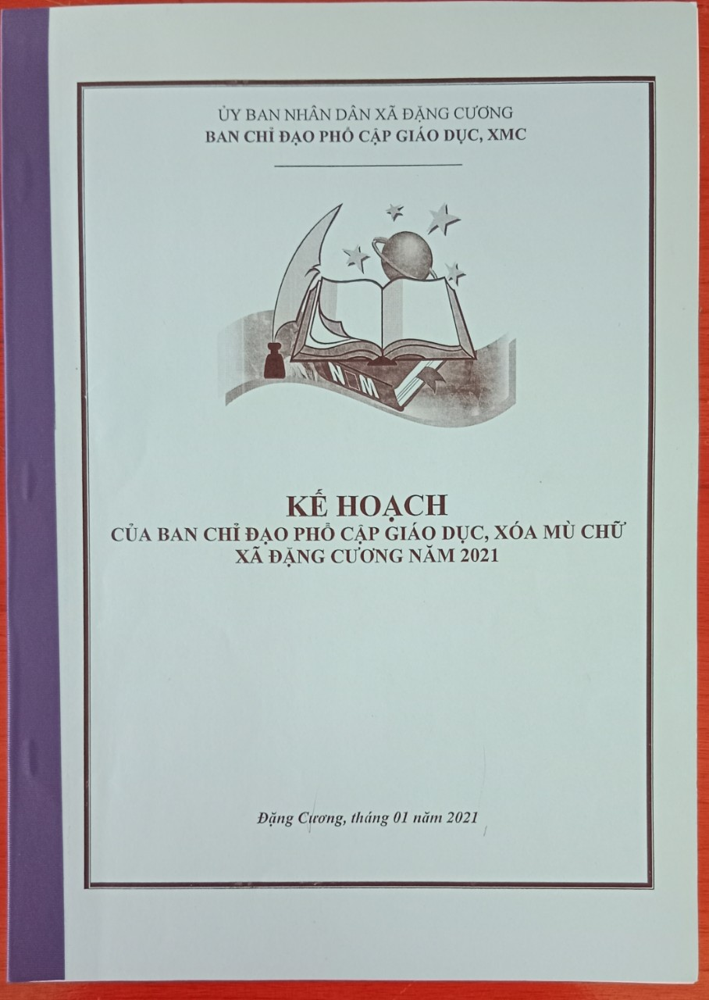 ỦY BAN NHÂN DÂN XÃ ĐẶNG CƯƠNG
BAN CHỈ ĐẠO PHỔ CẬP GIÁO DỤC, XMC
N□M
KẾ HOẠCH
CỦA BAN CHỈ ĐẠO PHỔ CẬP GIÁO DỤC, XÓA MÙ CHỮ
XÃ ĐẶNG CƯƠNG NĂM 2021
Đặng Cương, tháng 01 năm 2021